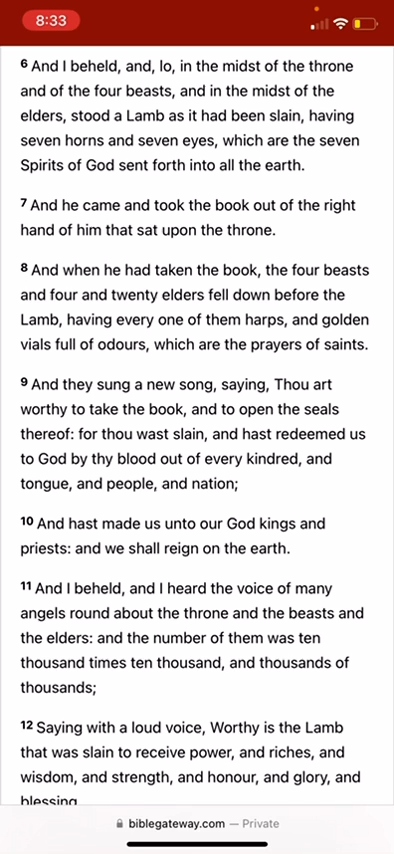 8:33
6 And I beheld, and, lo, in the midst of the throne
and of the four beasts, and in the midst of the
elders, stood a Lamb as it had been slain, having
seven horns and seven eyes, which are the seven
Spirits of God sent forth into all the earth.
7 And he came and took the book out of the right
hand of him that sat upon the throne.
8 And when he had taken the book, the four beasts
and four and twenty elders fell down before the
Lamb, having every one of them harps, and golden
vials full of odours, which are the prayers of saints.
9 And they sung a new song, saying, Thou art
worthy to take the book, and to open the seals
thereof: for thou wast slain, and hast redeemed us
to God by thy blood out of every kindred, and
tongue, and people, and nation;
10 And hast made us unto our God kings and
priests: and we shall reign on the earth.
11 And I beheld, and I heard the voice of many
angels round about the throne and the beasts and
the elders: and the number of them was ten
thousand times ten thousand, and thousands of
thousands;
12 Saying with a loud voice, Worthy is the Lamb
that was slain to receive power, and riches, and
wisdom, and strength, and honour, and glory, and
blessing
biblegateway.com — Private